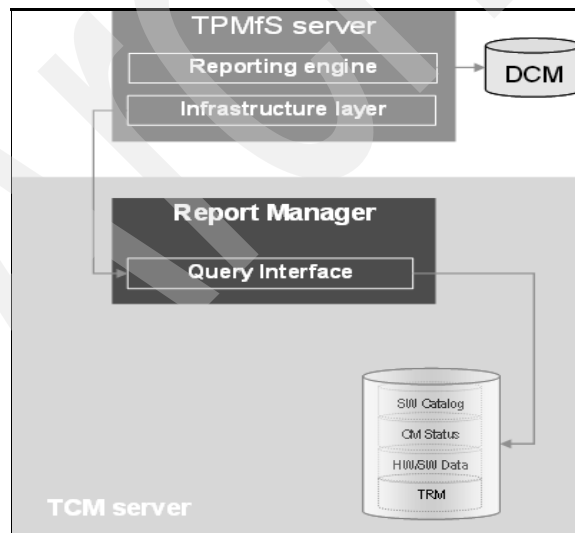 TPMfS server
Reporting engine
DCM
Infrastructure layer
Report Manager
Query Interface
SW Catalog
CM Status
HW/SW Data
TRM
TCM server